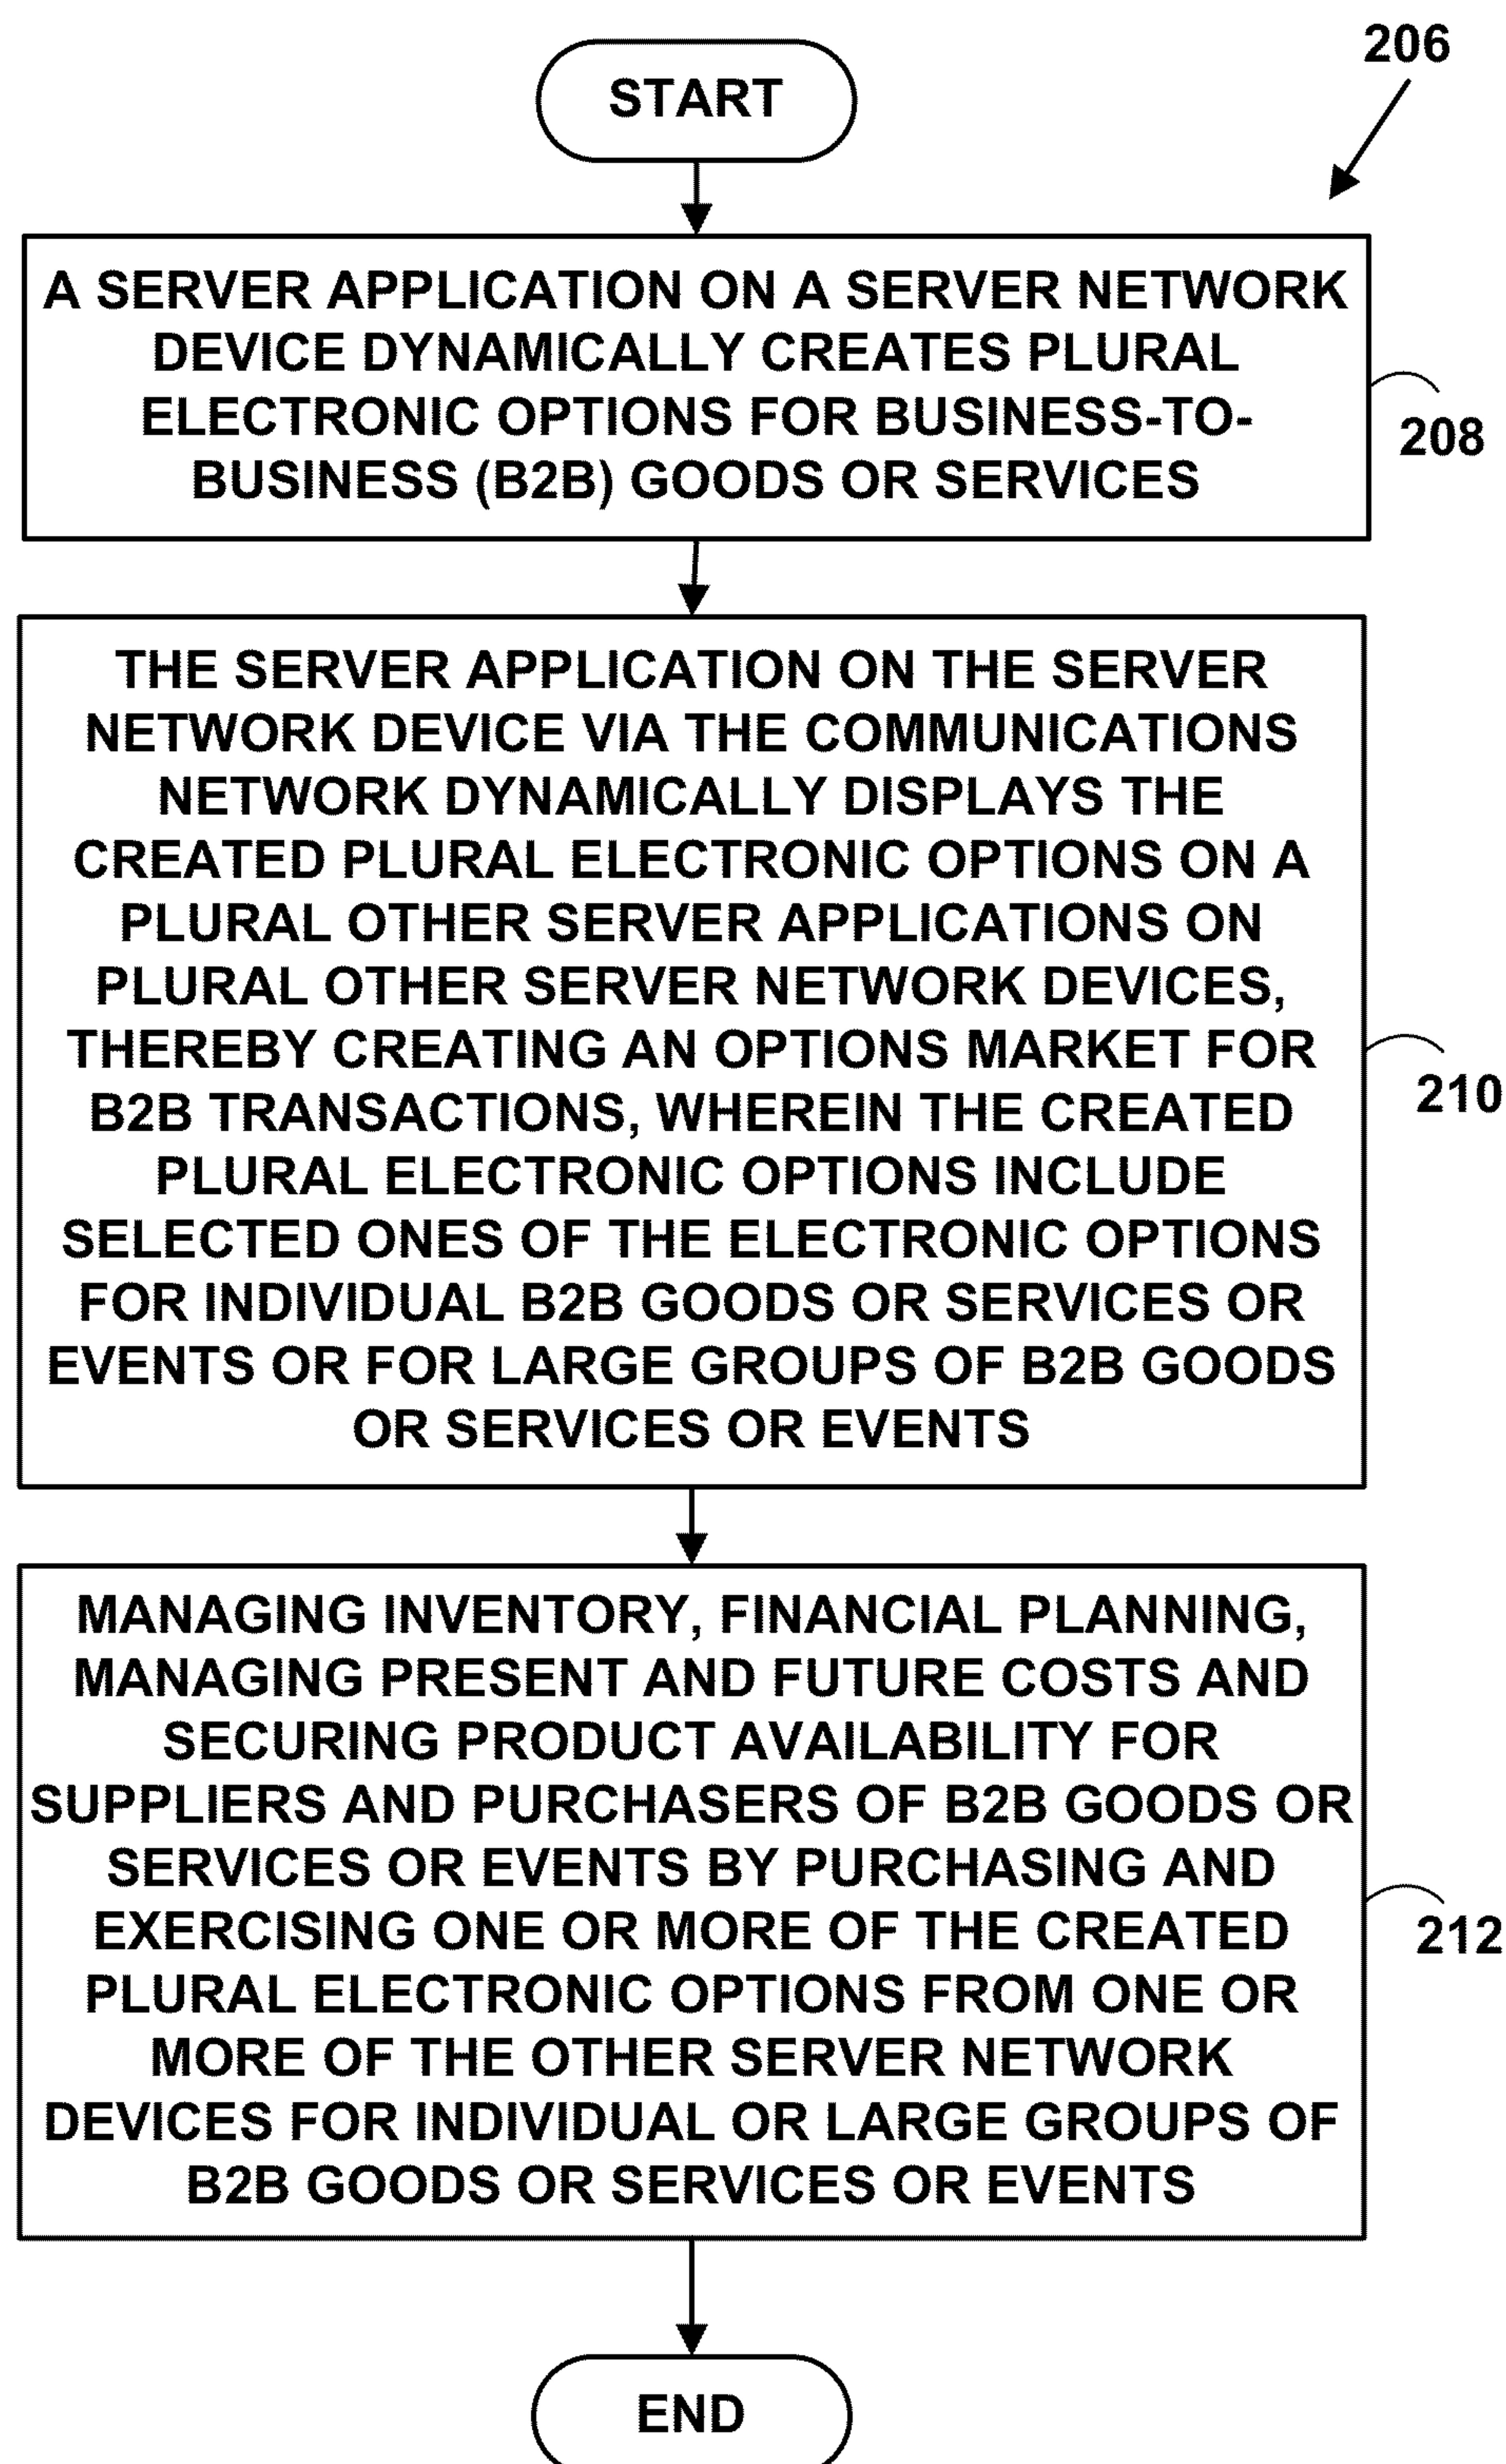 206
START
A SERVER APPLICATION ON A SERVER NETWORK
DEVICE DYNAMICALLY CREATES PLURAL
ELECTRONIC OPTIONS FOR BUSINESS-TO-
BUSINESS (B2B) GOODS OR SERVICES
208
THE SERVER APPLICATION ON THE SERVER
NETWORK DEVICE VIA THE COMMUNICATIONS
NETWORK DYNAMICALLY DISPLAYS THE
CREATED PLURAL ELECTRONIC OPTIONS ON A
PLURAL OTHER SERVER APPLICATIONS ON
PLURAL OTHER SERVER NETWORK DEVICES,
THEREBY CREATING AN OPTIONS MARKET FOR
B2B TRANSACTIONS, WHEREIN THE CREATED
PLURAL ELECTRONIC OPTIONS INCLUDE
SELECTED ONES OF THE ELECTRONIC OPTIONS
FOR INDIVIDUAL B2B GOODS OR SERVICES OR
EVENTS OR FOR LARGE GROUPS OF B2B GOODS
OR SERVICES OR EVENTS
210
MANAGING INVENTORY, FINANCIAL PLANNING,
MANAGING PRESENT AND FUTURE COSTS AND
SECURING PRODUCT AVAILABILITY FOR
SUPPLIERS AND PURCHASERS OF B2B GOODS OR
SERVICES OR EVENTS BY PURCHASING AND
EXERCISING ONE OR MORE OF THE CREATED
PLURAL ELECTRONIC OPTIONS FROM ONE OR
MORE OF THE OTHER SERVER NETWORK
DEVICES FOR INDIVIDUAL OR LARGE GROUPS OF
B2B GOODS OR SERVICES OR EVENTS
212
END